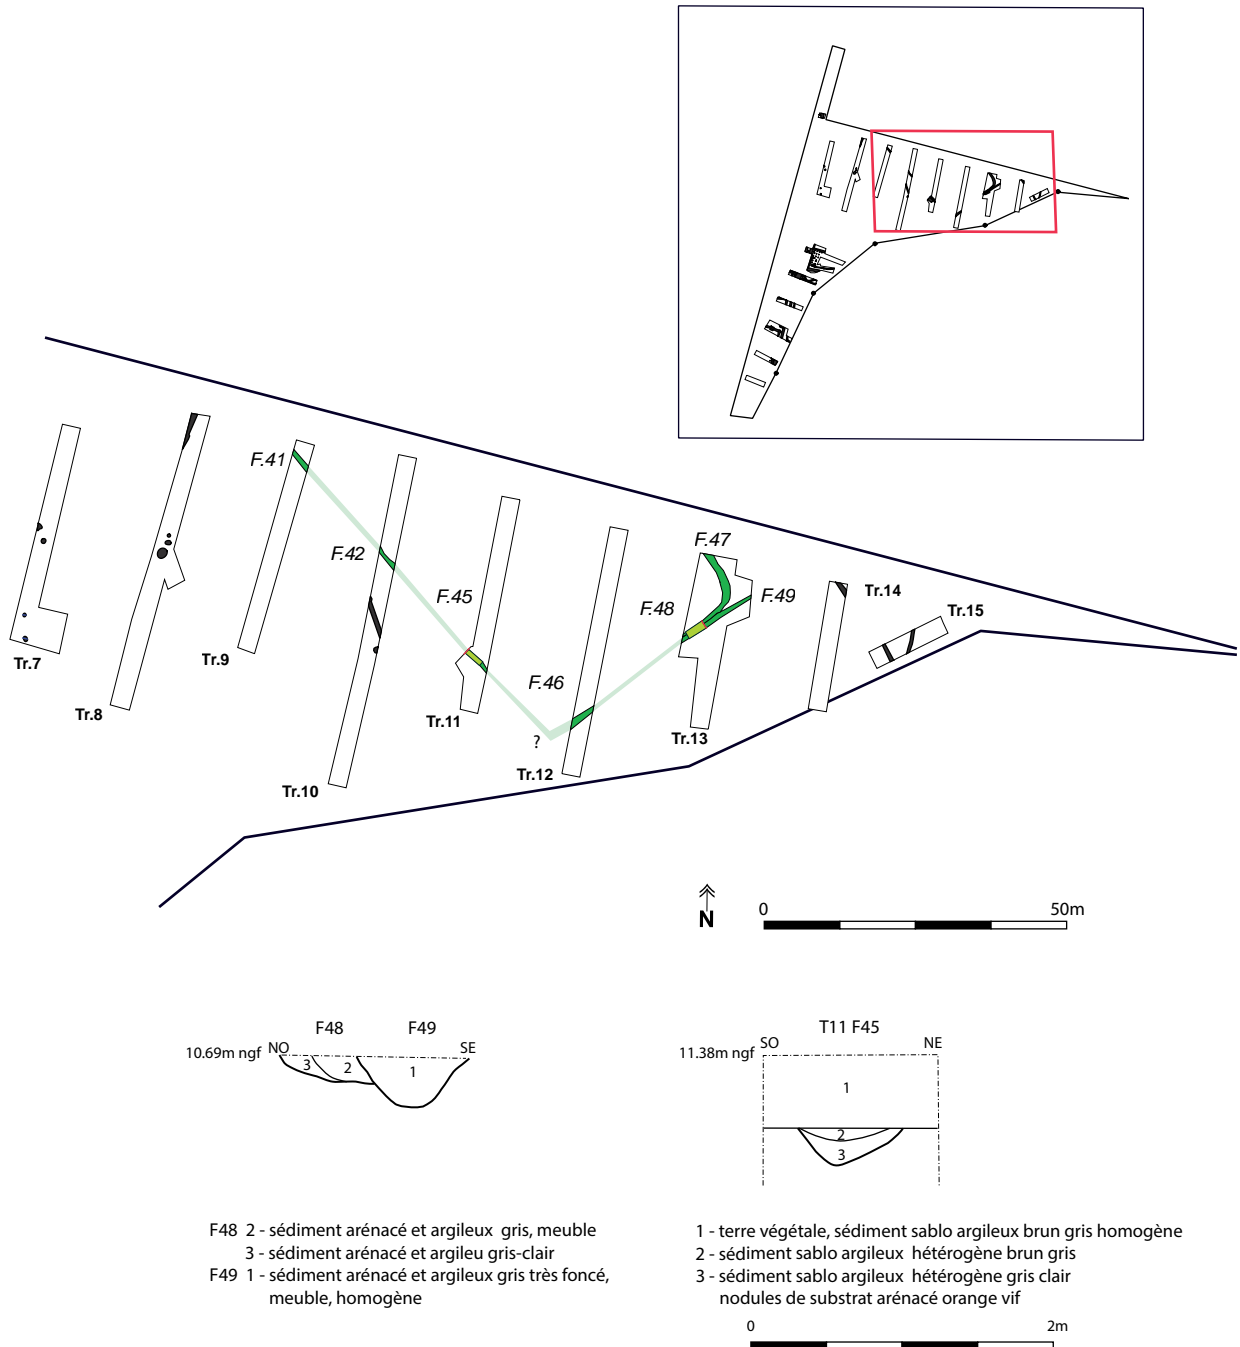 F.41
F.47
F.42
F.45
F.48
F.49
Tr.14
Tr.15
Tr.7
Tr.9
Tr.8
F.46
Tr.11
?
Tr.13
Tr.12
Tr.10
N
0 50m
F48 F49
10.69m ngf NO SE
3 2 1
T11 F45
SO NE
11.38m ngf
1
2
3
F48 2 - sédiment arénacé et argileux gris, meuble
3 - sédiment arénacé et argileu gris-clair
F49 1 - sédiment arénacé et argileux gris très foncé,
meuble, homogène
1 - terre végétale, sédiment sablo argileux brun gris homogène
2 - sédiment sablo argileux hétérogène brun gris
3 - sédiment sablo argileux hétérogène gris clair
nodules de substrat arénacé orange vif
0 2m